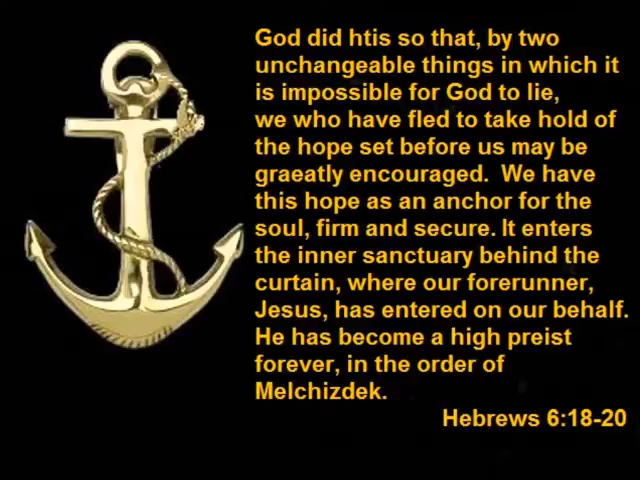 God did htis so that, by two
unchangeable things in which it
is impossible for God to lie,
we who have fled to take hold of
the hope set before us may be
graeatly encouraged.  We have
this hope as an anchor for the
soul, firm and secure. It enters
the inner sanctuary behind the
curtain, where our forerunner,
Jesus, has entered on our behalf.
He has become a high preist
forever, in the order of
Melchizdek.
Hebrews 6:18-20